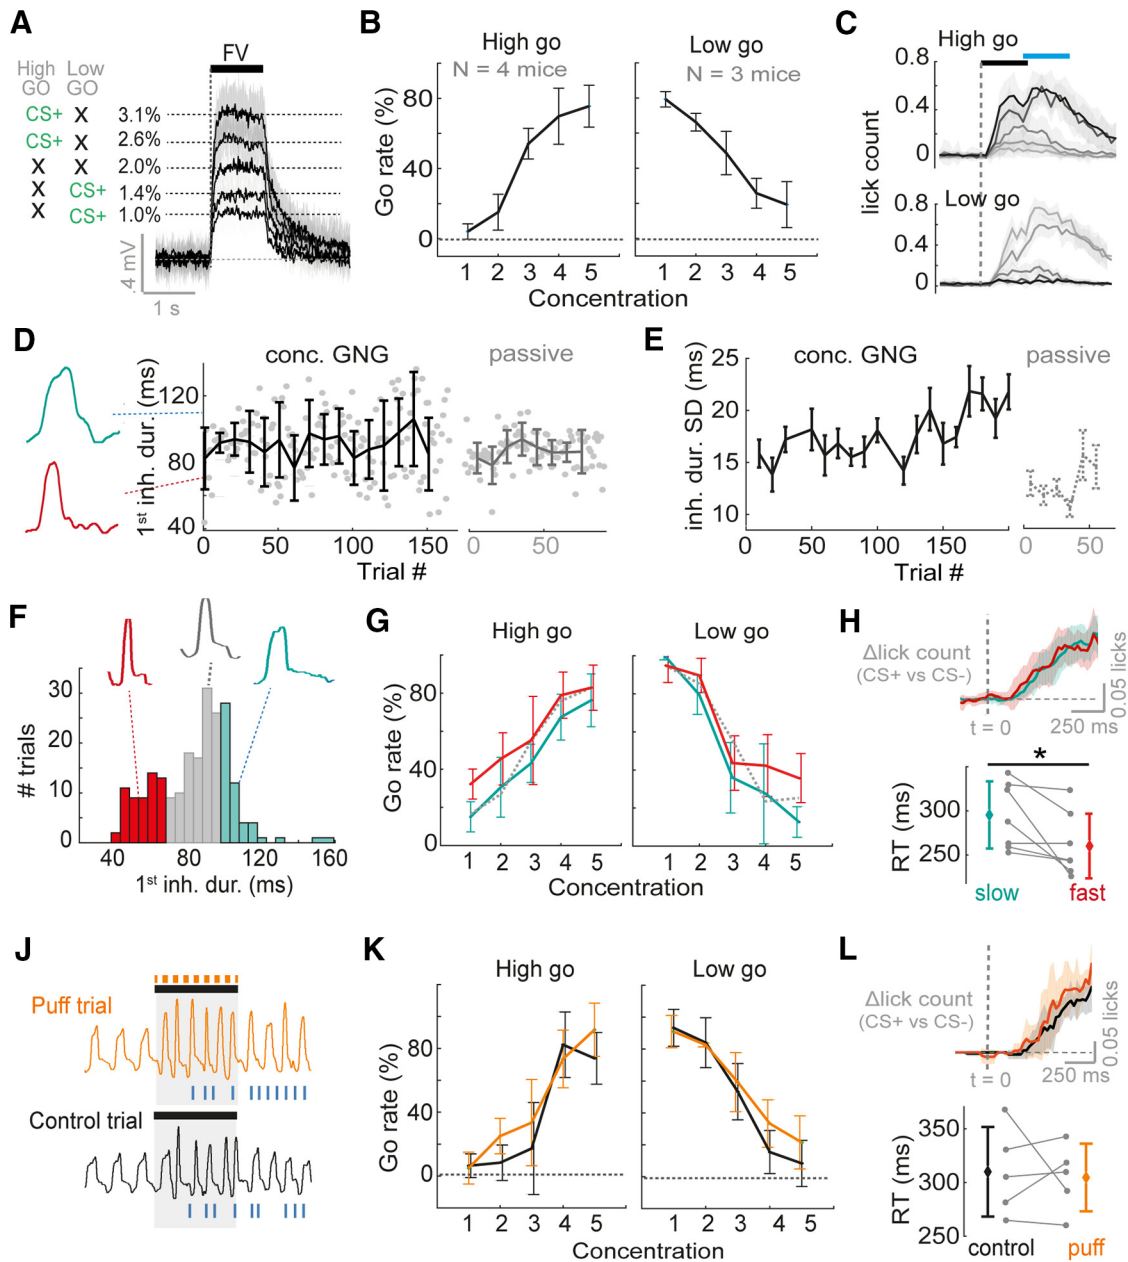 A
FV
High Low
GO GO
CS+ X 3.1%
CS+ X 2.6%
X X 2.0%
X CS+ 1.4%
X CS+ 1.0%
.4 mV
1 s
B
High go
N = 4 mice
Low go
N = 3 mice
Go rate (%)
80
40
0
1 2 3 4 5
1 2 3 4 5
Concentration
C
High go
0.8
0.4
0
lick count
Low go
0.8
0.4
0
D
conc. GNG
passive
1st inh. dur. (ms)
120
80
40
0 50 100 150
0 50
Trial #
E
conc. GNG
passive
inh. dur. SD (ms)
25
20
15
10
0 50 100 150
0 50
Trial #
F
# trials
30
20
10
0
40 80 120 160
1st inh. dur. (ms)
G
High go
Low go
Go rate (%)
80
40
0
1 2 3 4 5
1 2 3 4 5
Concentration
H
Δlick count
(CS+ vs CS-)
0.05 licks
t = 0
250 ms
*
RT (ms)
300
250
slow
fast
J
Puff trial
Control trial
K
High go
Low go
Go rate (%)
80
40
0
1 2 3 4 5
1 2 3 4 5
Concentration
L
Δlick count
(CS+ vs CS-)
0.05 licks
t = 0
250 ms
RT (ms)
350
300
250
control
puff